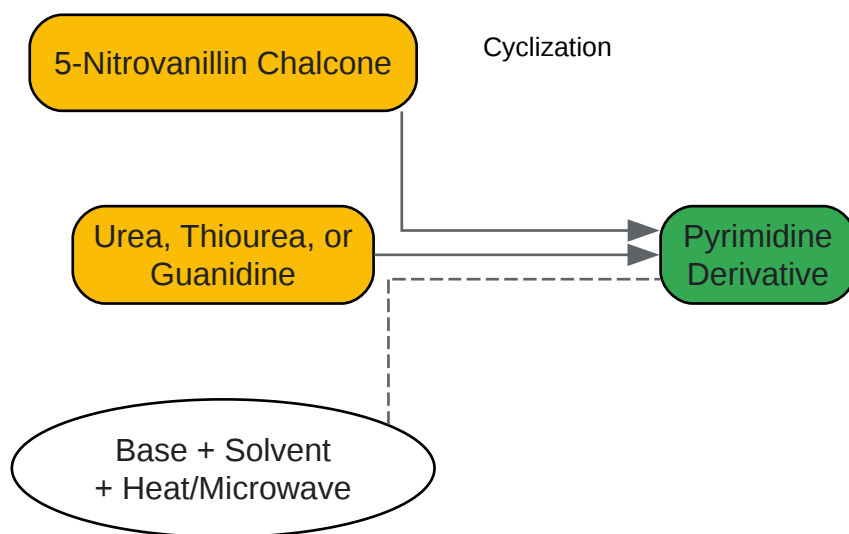 5-Nitrovanillin Chalcone
Cyclization
Urea, Thiourea, or
Guanidine
Pyrimidine
Derivative
Base + Solvent
+ Heat/Microwave